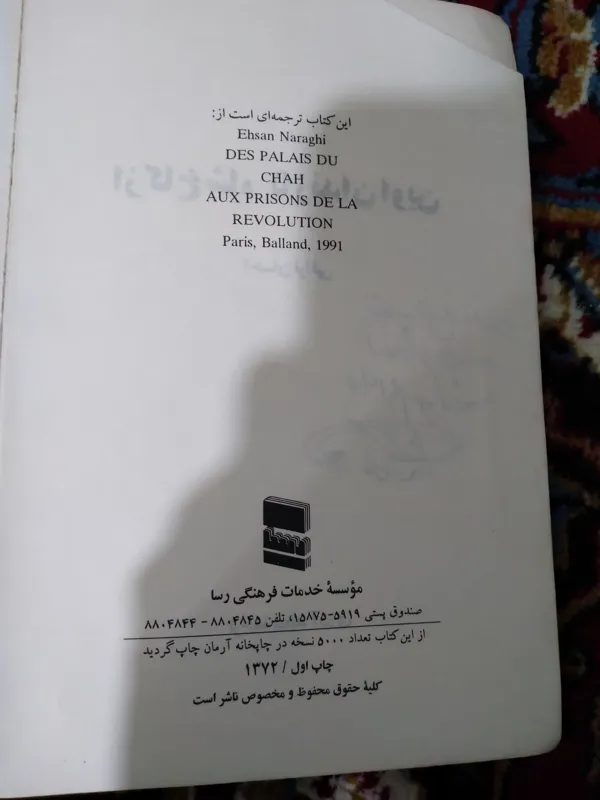 این کتاب ترجمه‌ای است از:
Ehsan Naraghi
DES PALAIS DU
CHAH
AUX PRISONS DE LA
REVOLUTION
Paris, Balland, 1991
مؤسسهٔ خدمات فرهنگی رسا
صندوق پستی ۵۹۱۹-۱۵۸۷۵، تلفن ۸۸۰۴۸۴۵ - ۸۸۰۴۸۴۴
از این کتاب تعداد ۵۰۰۰ نسخه در چاپخانه آرمان چاپ گردید
چاپ اول / ۱۳۷۲
کلیهٔ حقوق محفوظ و مخصوص ناشر است